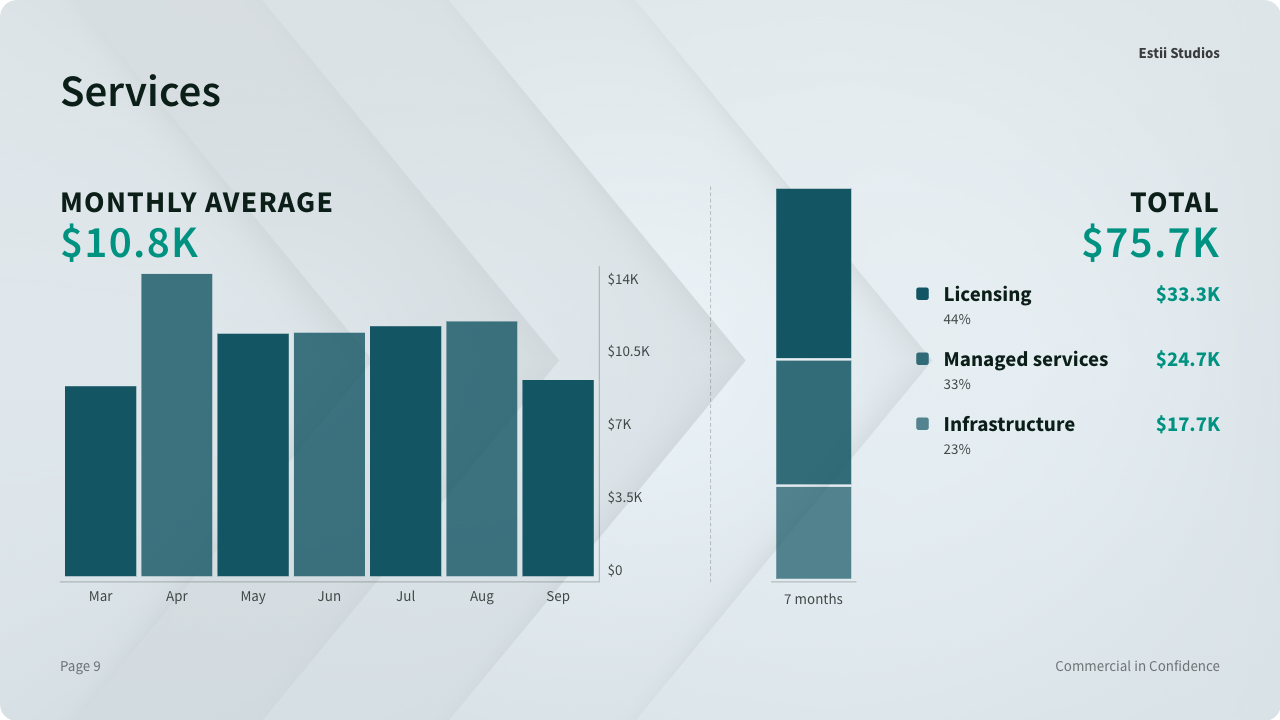 Estii Studios
Services
MONTHLY AVERAGE
$10.8K
$14K
$10.5K
$7K
$3.5K
$0
Mar Apr May Jun Jul Aug Sep
7 months
TOTAL
$75.7K
Licensing $33.3K
44%
Managed services $24.7K
33%
Infrastructure $17.7K
23%
Page 9
Commercial in Confidence